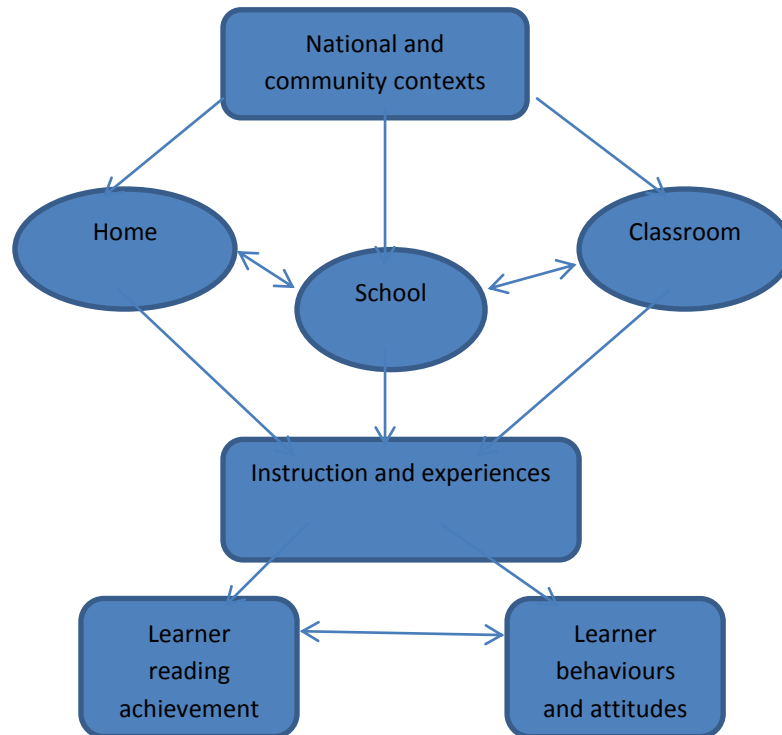 National and
community contexts
Home
Classroom
School
Instruction and experiences
Learner
reading
achievement
Learner
behaviours
and attitudes